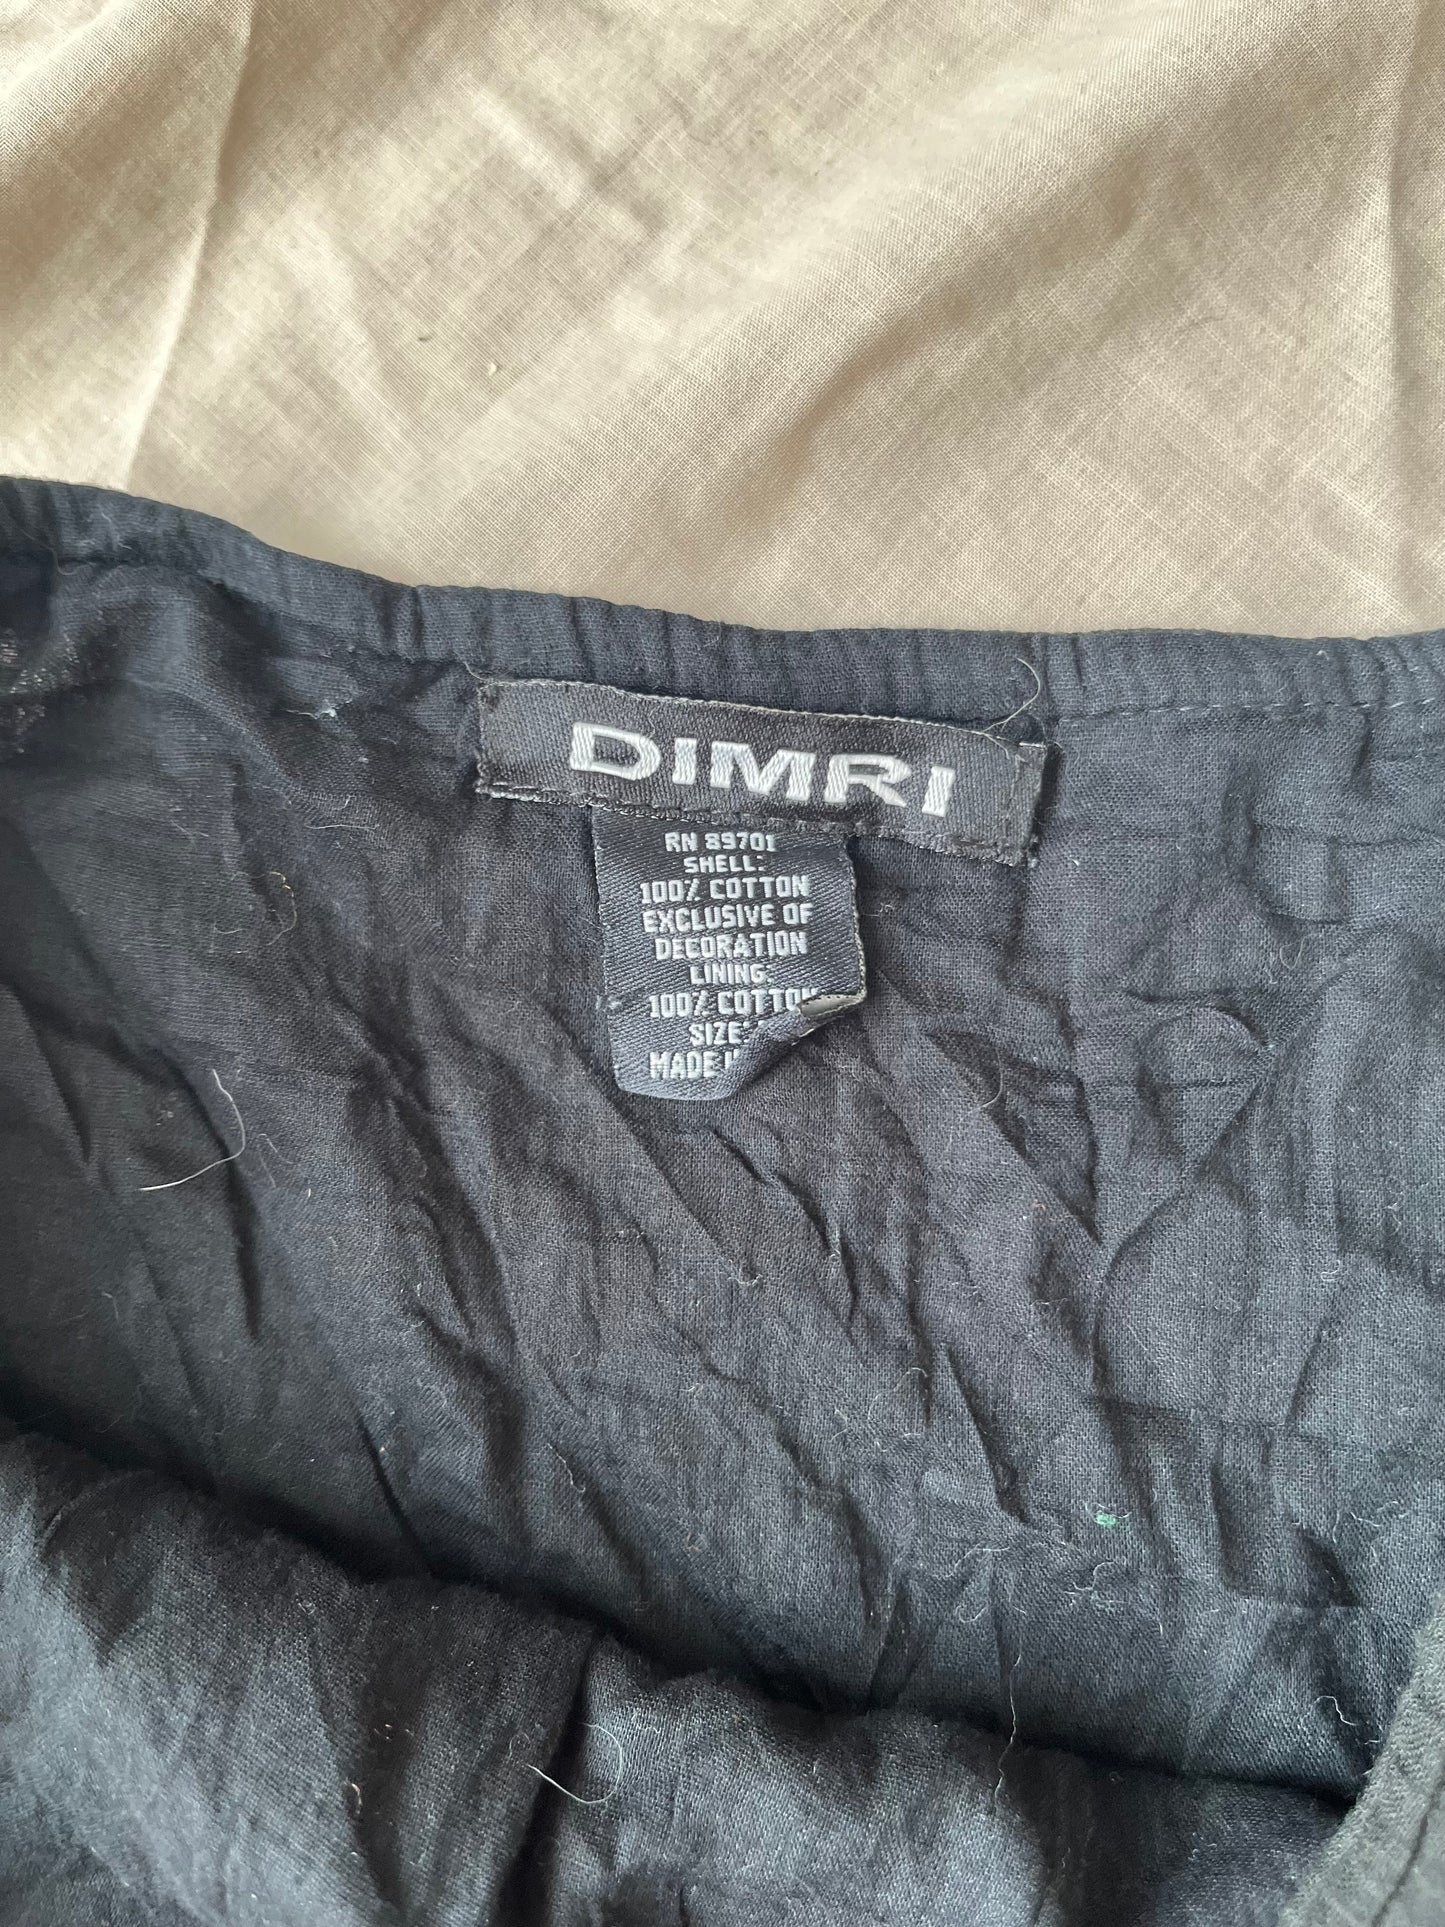 DIMRI
RN 89701
SHELL:
100% COTTON
EXCLUSIVE OF
DECORATION
LINING:
100% COTTON
SIZE:
MADE